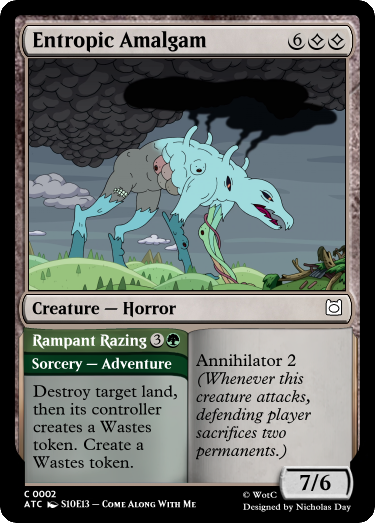 Entropic Amalgam 6
Creature — Horror
Rampant Razing 3
Sorcery — Adventure
Destroy target land,
then its controller
creates a Wastes
token. Create a
Wastes token.
Annihilator 2
(Whenever this
creature attacks,
defending player
sacrifices two
permanents.)
7/6
C 0002
ATC S10E13 – Come Along With Me
© WotC
Designed by Nicholas Day